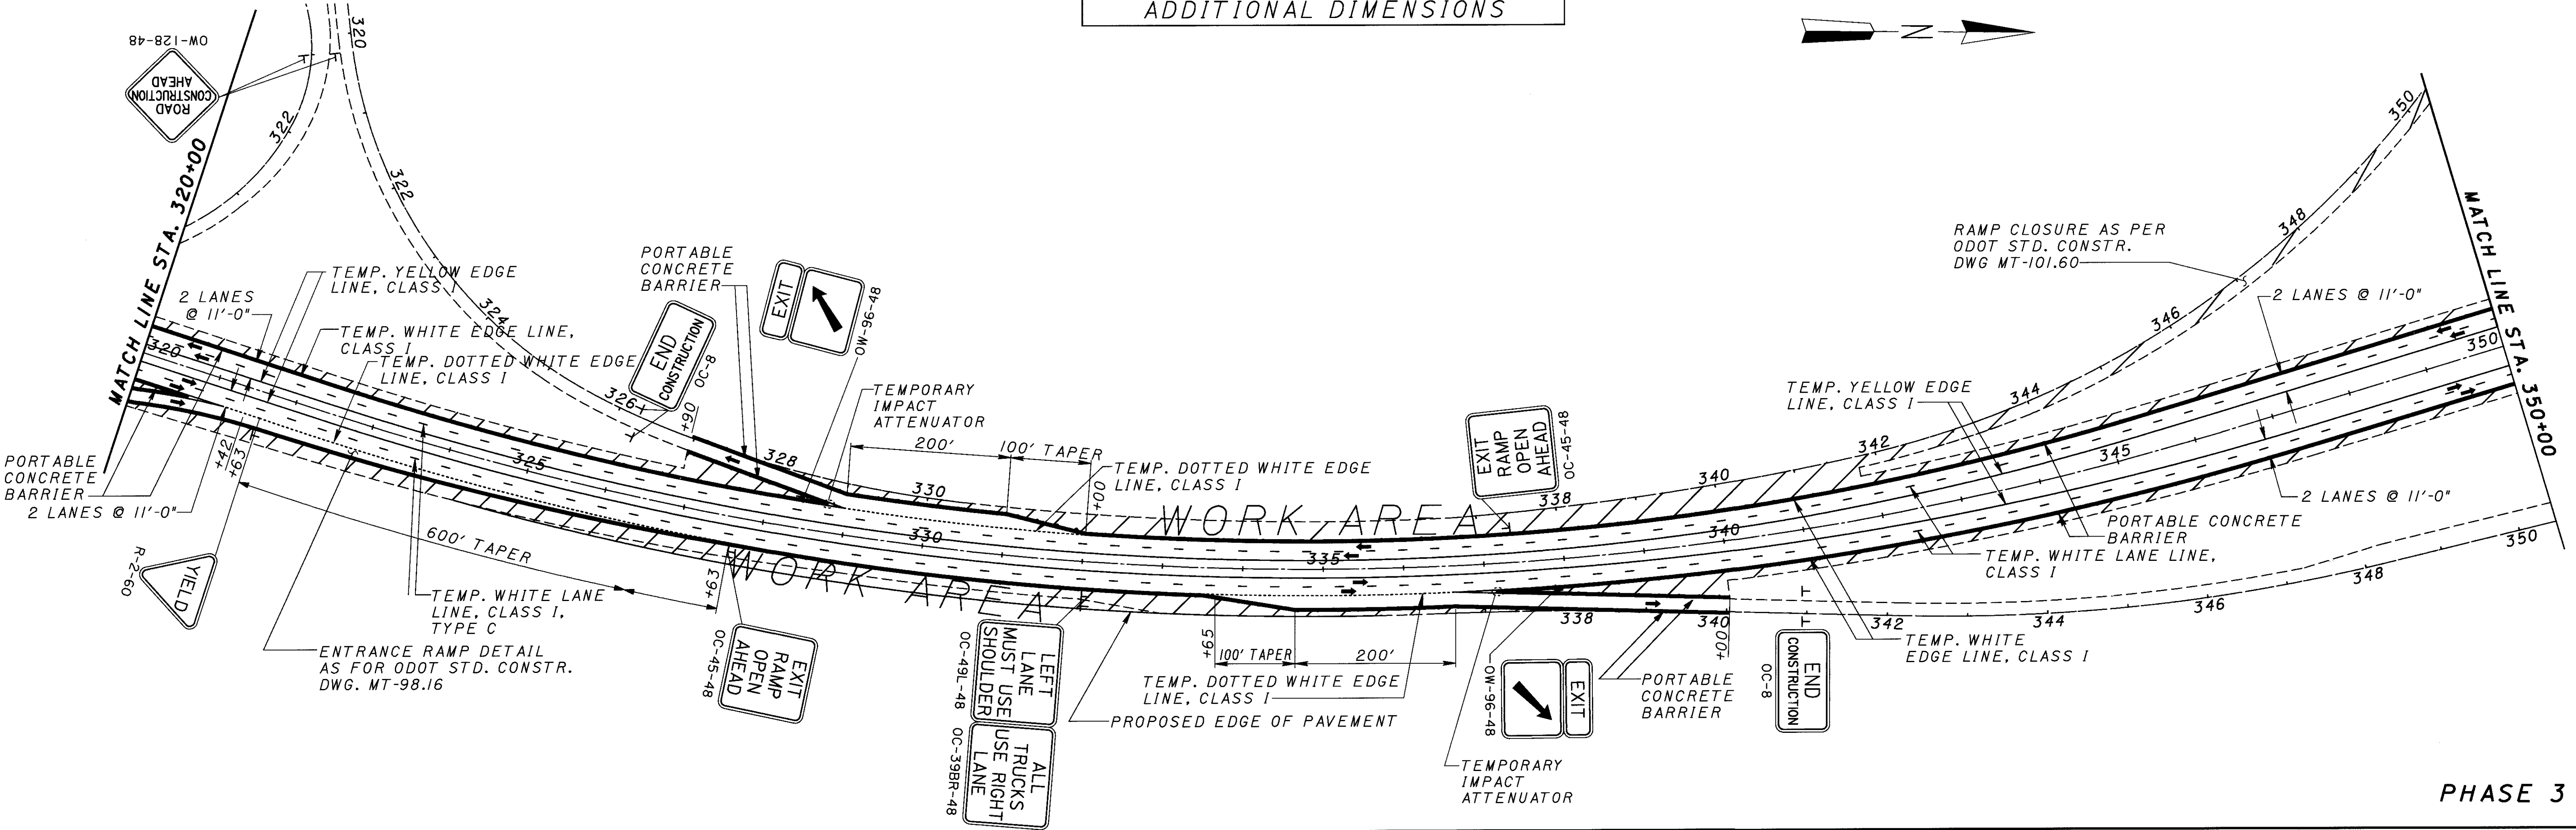 ADDITIONAL DIMENSIONS
N
OW-128-48
ROAD
CONSTRUCTION
AHEAD
MATCH LINE STA. 320+00
320
322
322
324
326
+90
328
330
338
340
342
344
346
348
350
2 LANES
@ 11'-0"
TEMP. YELLOW EDGE
LINE, CLASS I
TEMP. WHITE EDGE LINE,
CLASS I
TEMP. DOTTED WHITE EDGE
LINE, CLASS I
PORTABLE
CONCRETE
BARRIER
END
CONSTRUCTION
OC-8
EXIT
OW-96-48
TEMPORARY
IMPACT
ATTENUATOR
200'
100' TAPER
+00
TEMP. DOTTED WHITE EDGE
LINE, CLASS I
WORK AREA
EXIT
RAMP
OPEN
AHEAD
OC-45-48
TEMP. YELLOW EDGE
LINE, CLASS I
RAMP CLOSURE AS PER
ODOT STD. CONSTR.
DWG MT-101.60
2 LANES @ 11'-0"
MATCH LINE STA. 350+00
320
325
330
335
340
345
350
PORTABLE
CONCRETE
BARRIER
2 LANES @ 11'-0"
+42
+63
600' TAPER
+93
R-2-60
YIELD
TEMP. WHITE LANE
LINE, CLASS I,
TYPE C
ENTRANCE RAMP DETAIL
AS FOR ODOT STD. CONSTR.
DWG. MT-98.16
WORK AREA
EXIT
RAMP
OPEN
AHEAD
OC-45-48
LEFT
LANE
MUST USE
SHOULDER
OC-49L-48
ALL
TRUCKS
USE RIGHT
LANE
OC-39BR-48
+65
100' TAPER
200'
TEMP. DOTTED WHITE EDGE
LINE, CLASS I
PROPOSED EDGE OF PAVEMENT
EXIT
OW-96-48
TEMPORARY
IMPACT
ATTENUATOR
PORTABLE
CONCRETE
BARRIER
338
340
+00
342
344
346
348
350
END
CONSTRUCTION
OC-8
TEMP. WHITE
EDGE LINE, CLASS I
TEMP. WHITE LANE LINE,
CLASS I
PORTABLE CONCRETE
BARRIER
2 LANES @ 11'-0"
PHASE 3